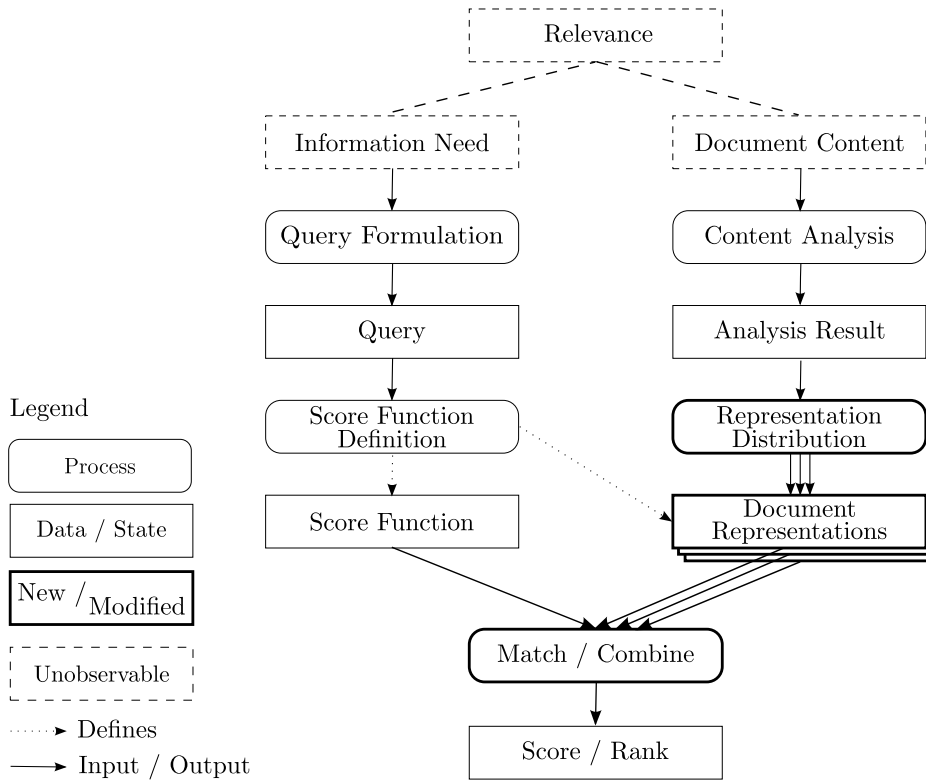 Relevance
Information Need
Document Content
Query Formulation
Content Analysis
Query
Analysis Result
Score Function
Definition
Representation
Distribution
Score Function
Document
Representations
Match / Combine
Score / Rank
Legend
Process
Data / State
New / Modified
Unobservable
Defines
Input / Output